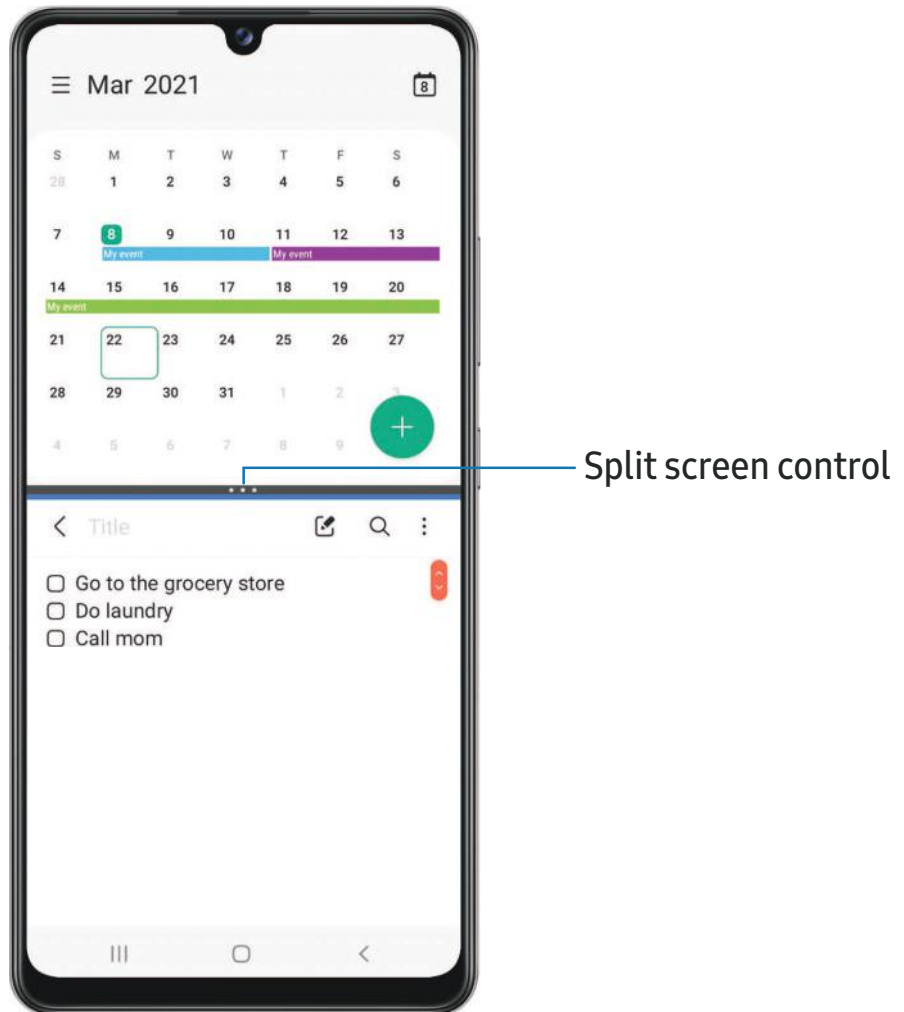 Mar 2021
8
S M T W T F S
28 1 2 3 4 5 6
7 8 9 10 11 12 13
My event My event
14 15 16 17 18 19 20
My event
21 22 23 24 25 26 27
28 29 30 31 1 2 3
4 5 6 7 8 9
Split screen control
Title
Go to the grocery store
Do laundry
Call mom